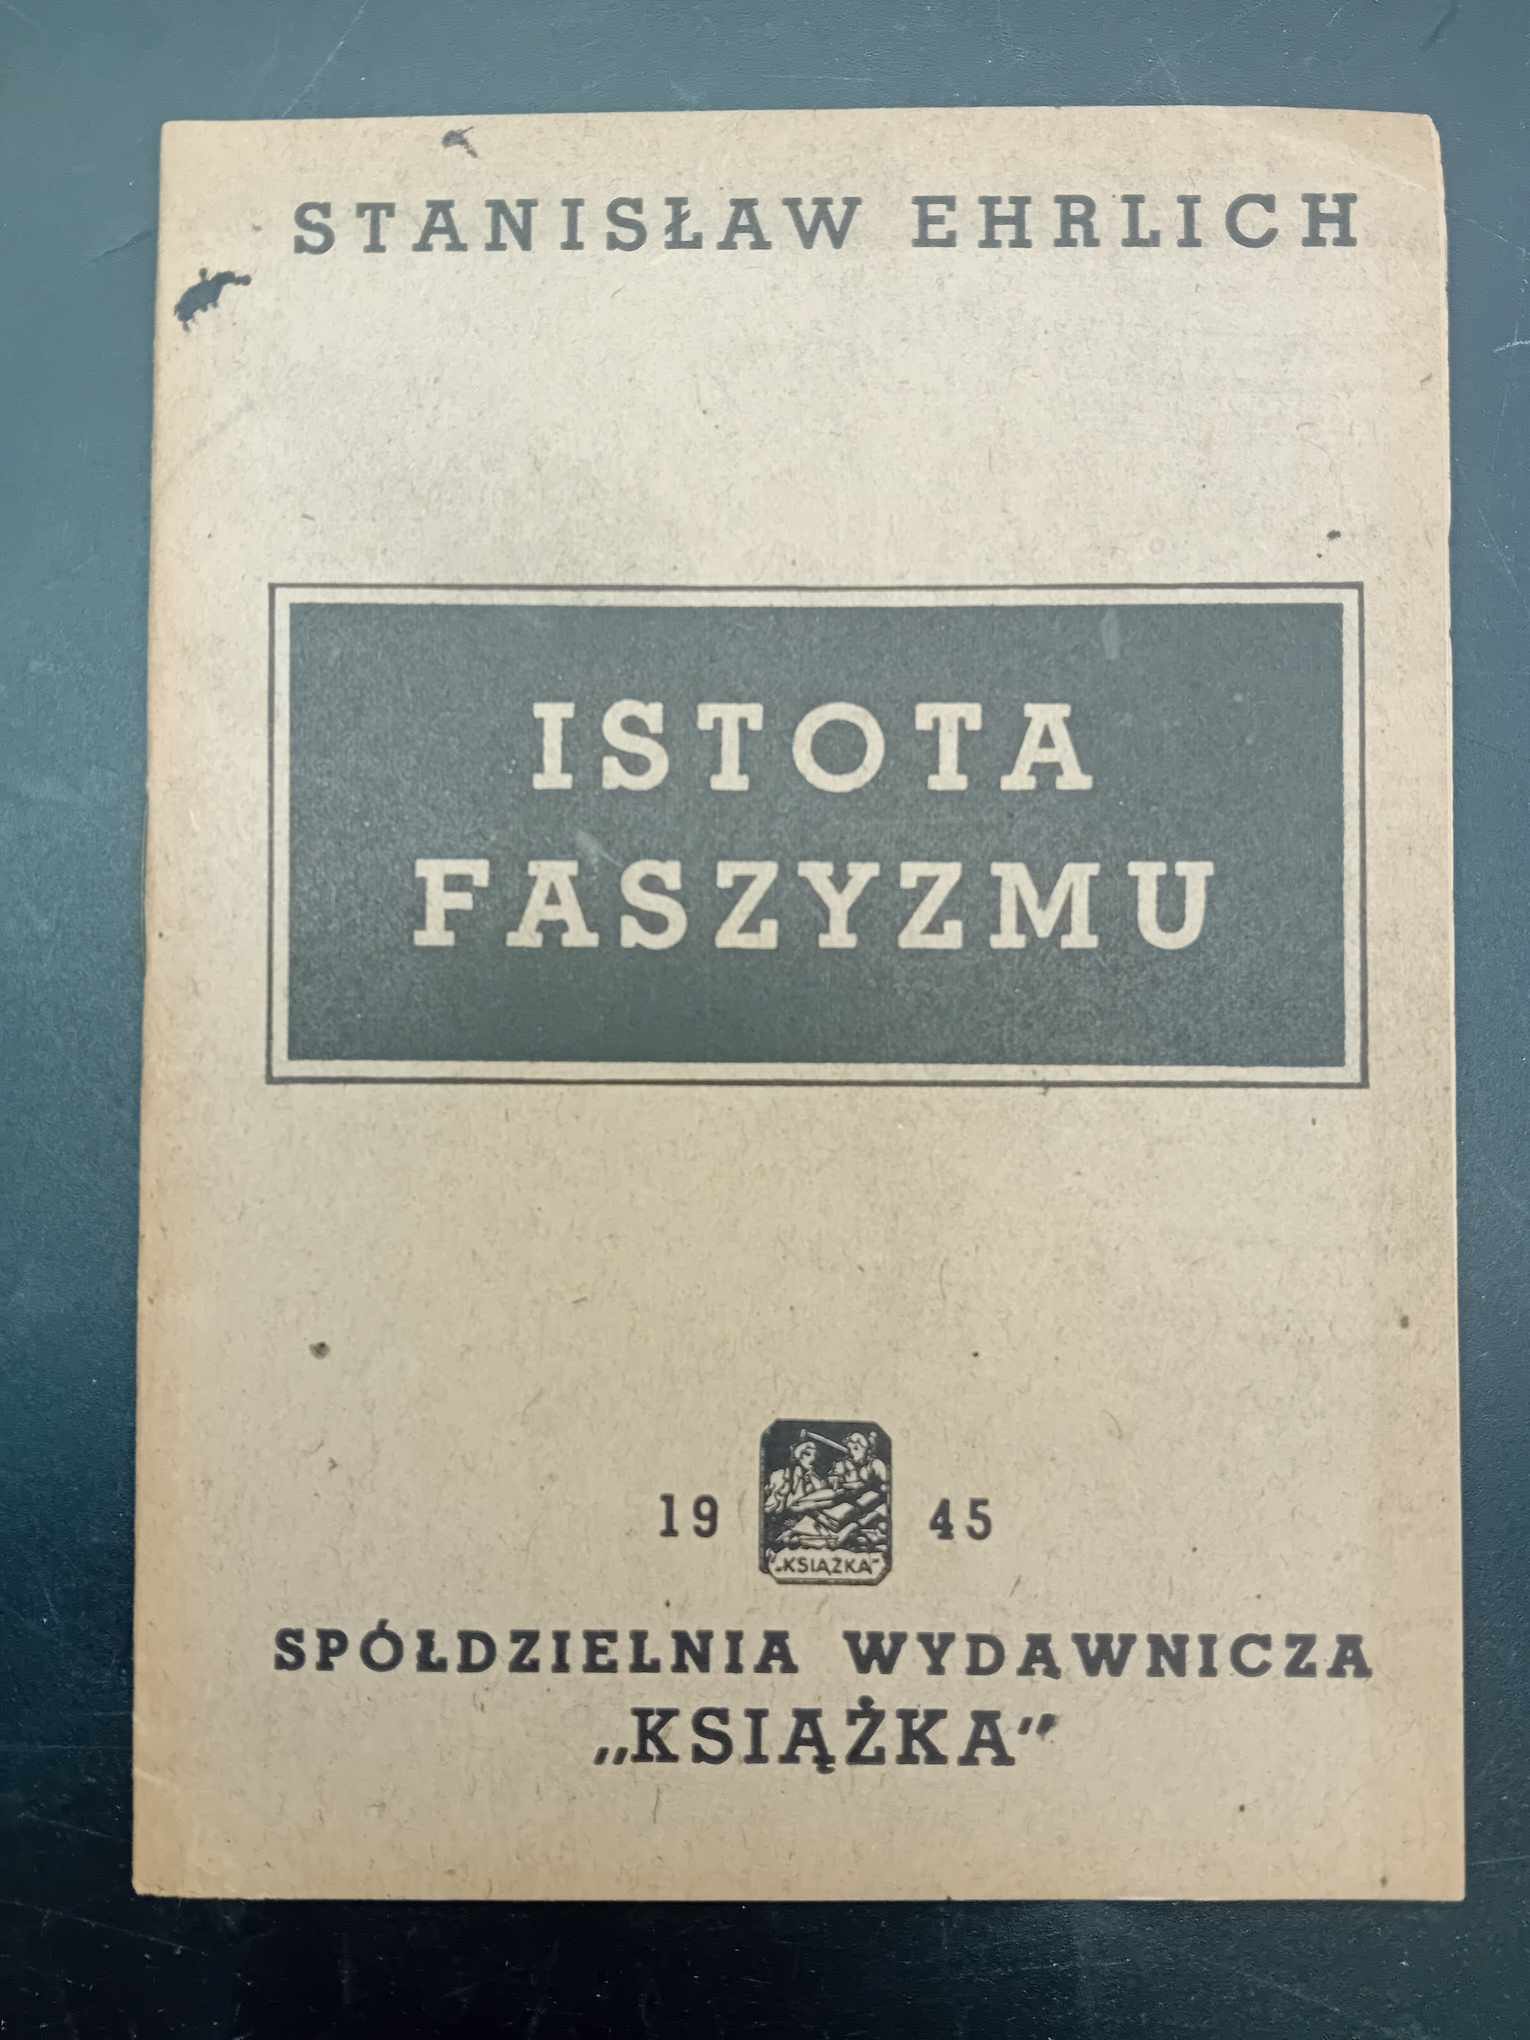 STANISŁAW EHRLICH
ISTOTA
FASZYZMU
19 45
„KSIĄŻKA”
SPÓŁDZIELNIA WYDAWNICZA
„KSIĄŻKA”